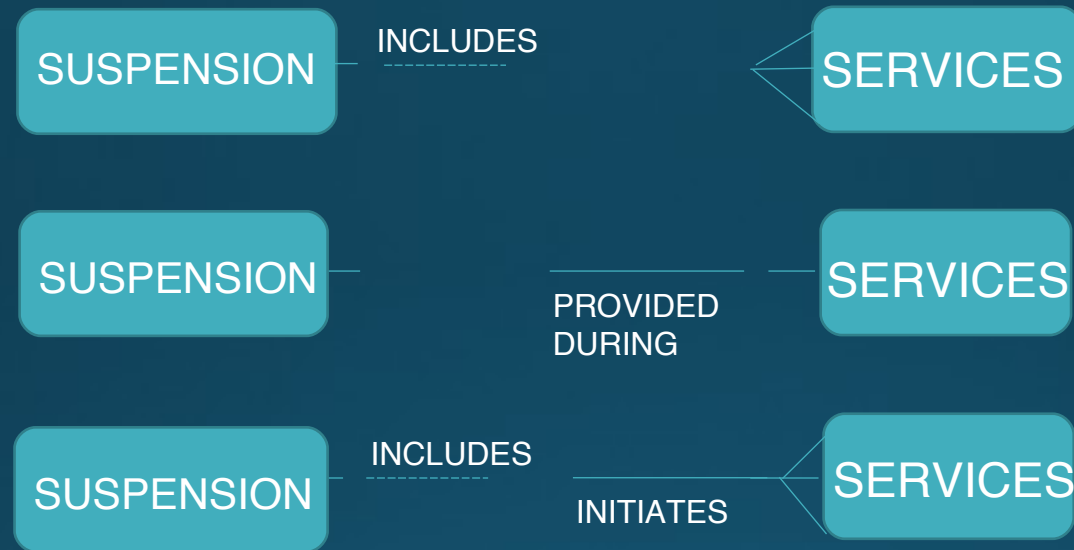 SUSPENSION
INCLUDES
SERVICES
SUSPENSION
PROVIDED
DURING
SERVICES
SUSPENSION
INCLUDES
INITIATES
SERVICES